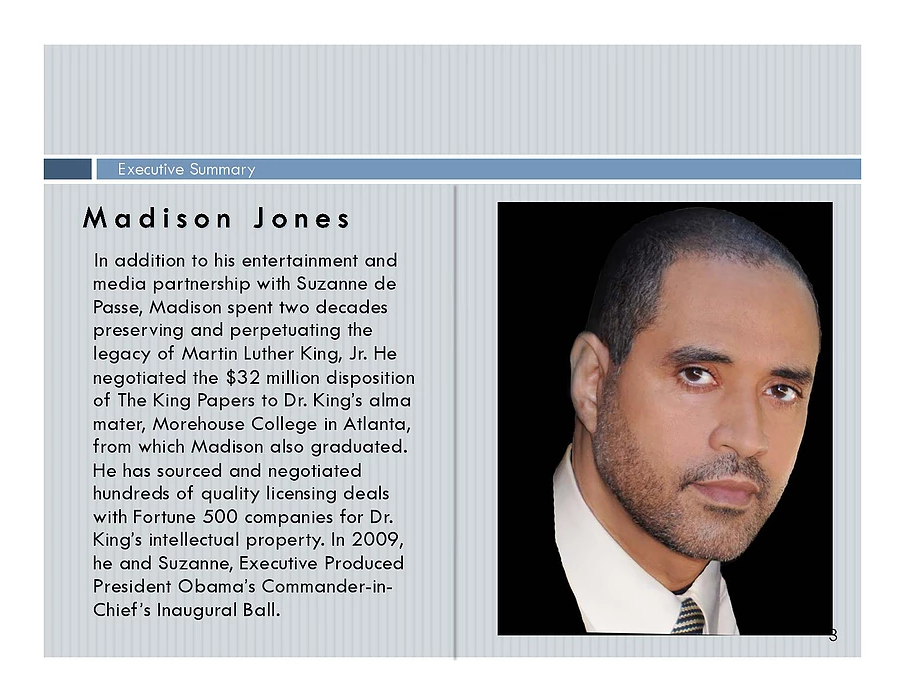 Executive Summary
Madison Jones
In addition to his entertainment and
media partnership with Suzanne de
Passe, Madison spent two decades
preserving and perpetuating the
legacy of Martin Luther King, Jr. He
negotiated the $32 million disposition
of The King Papers to Dr. King's alma
mater, Morehouse College in Atlanta,
from which Madison also graduated.
He has sourced and negotiated
hundreds of quality licensing deals
with Fortune 500 companies for Dr.
King's intellectual property. In 2009,
he and Suzanne, Executive Produced
President Obama's Commander-in-
Chief's Inaugural Ball.
3